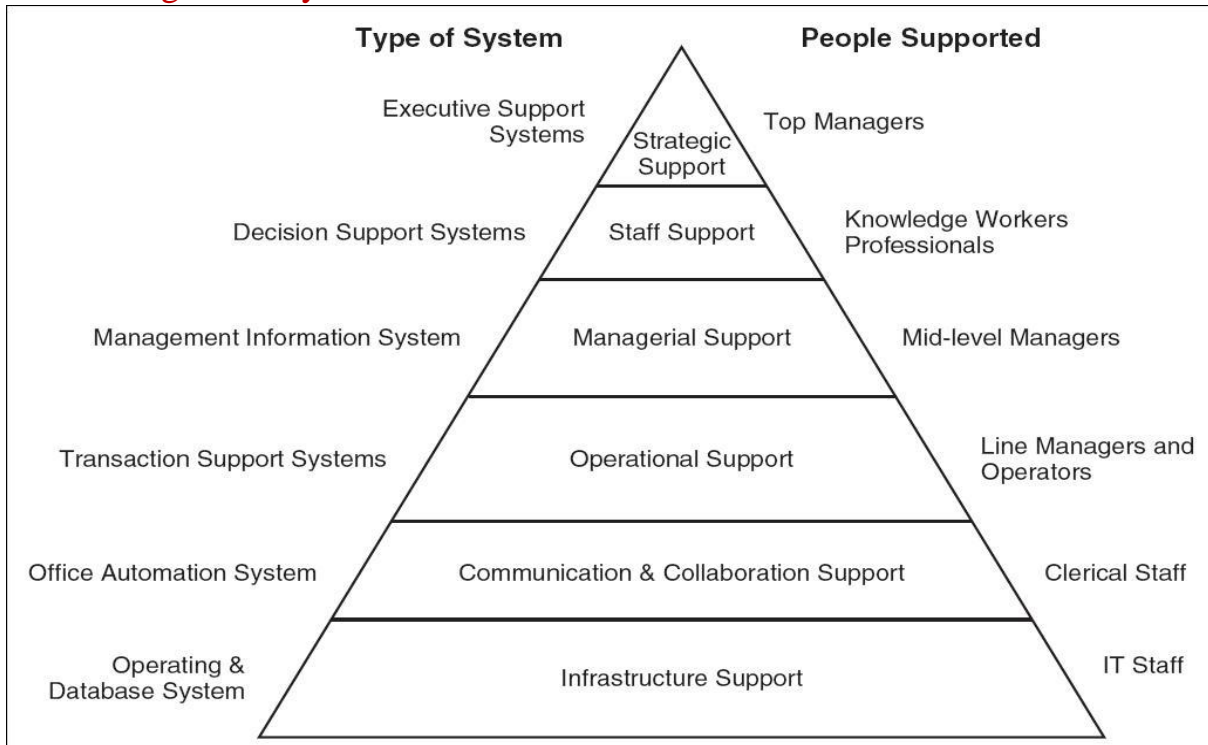 Type of System
People Supported
Executive Support
Systems
Strategic
Support
Top Managers
Decision Support Systems
Staff Support
Knowledge Workers
Professionals
Management Information System
Managerial Support
Mid-level Managers
Transaction Support Systems
Operational Support
Line Managers and
Operators
Office Automation System
Communication & Collaboration Support
Clerical Staff
Operating &
Database System
Infrastructure Support
IT Staff